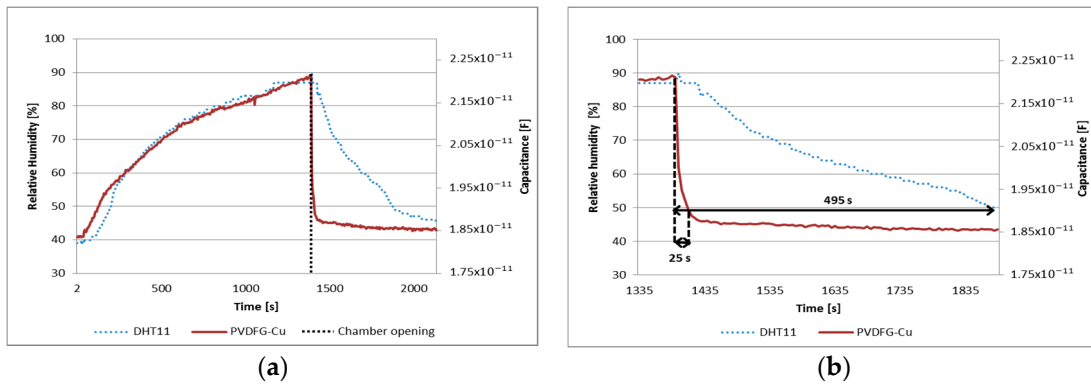 100
90
80
70
60
50
40
30
Relative Humidity [%]
2.25x10⁻¹¹
2.15x10⁻¹¹
2.05x10⁻¹¹
1.95x10⁻¹¹
1.85x10⁻¹¹
1.75x10⁻¹¹
Capacitance [F]
2 500 1000 1500 2000
Time [s]
DHT11 PVDFG-Cu Chamber opening
(a)
100
90
80
70
60
50
40
30
Relative humidity [%]
2.25x10⁻¹¹
2.15x10⁻¹¹
2.05x10⁻¹¹
1.95x10⁻¹¹
1.85x10⁻¹¹
1.75x10⁻¹¹
Capacitance [F]
495 s
25 s
1335 1435 1535 1635 1735 1835
Time [s]
DHT11 PVDFG-Cu
(b)